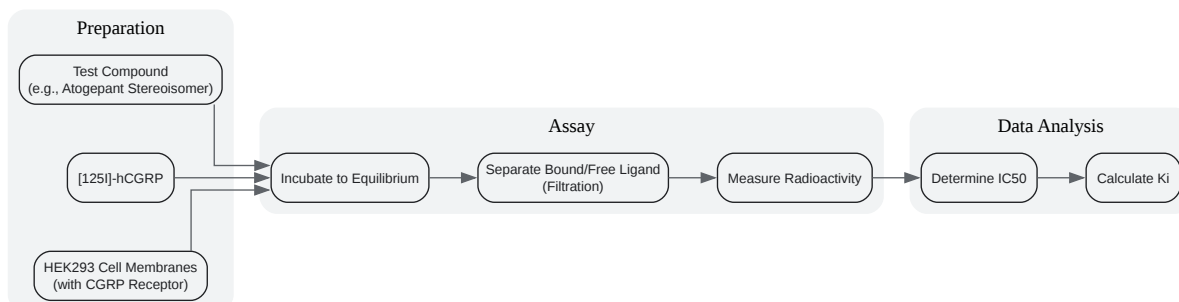 Preparation
Test Compound
(e.g., Atogepant Stereoisomer)
[125I]-hCGRP
HEK293 Cell Membranes
(with CGRP Receptor)
Assay
Incubate to Equilibrium
Separate Bound/Free Ligand
(Filtration)
Measure Radioactivity
Data Analysis
Determine IC50
Calculate Ki